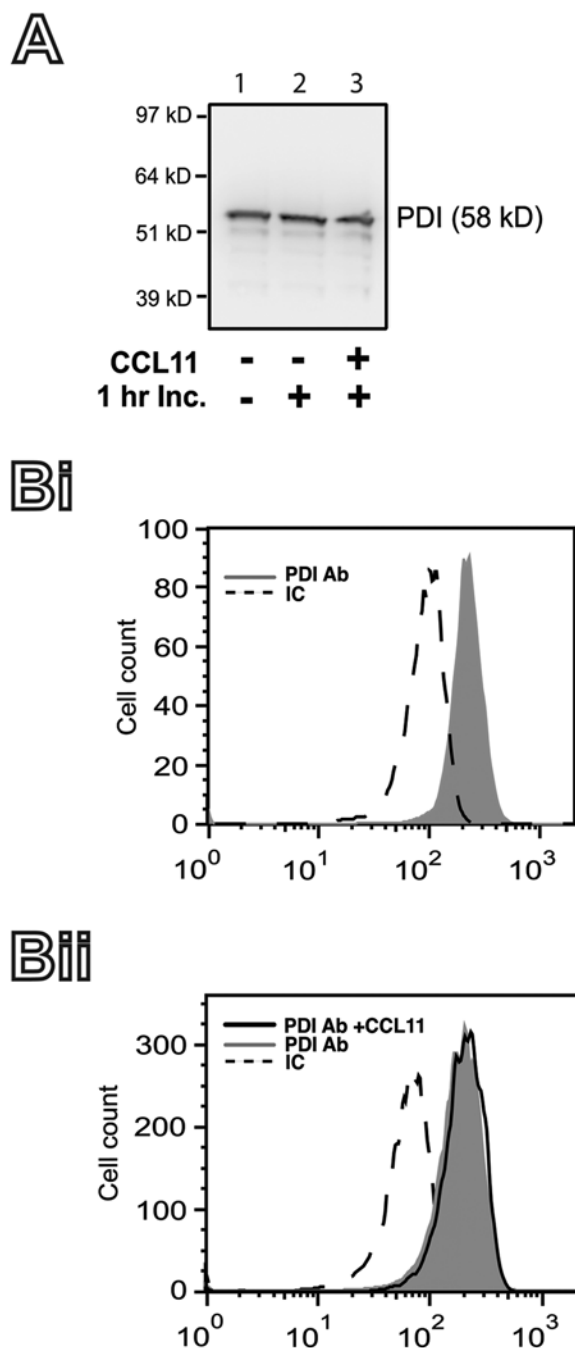 A
1 2 3
97 kD
64 kD
51 kD
39 kD
PDI (58 kD)
CCL11 - - +
1 hr Inc. - + +
Bi
100
80
60
40
20
0
Cell count
PDI Ab
IC
10^0 10^1 10^2 10^3
Bii
300
200
100
0
Cell count
PDI Ab +CCL11
PDI Ab
IC
10^0 10^1 10^2 10^3